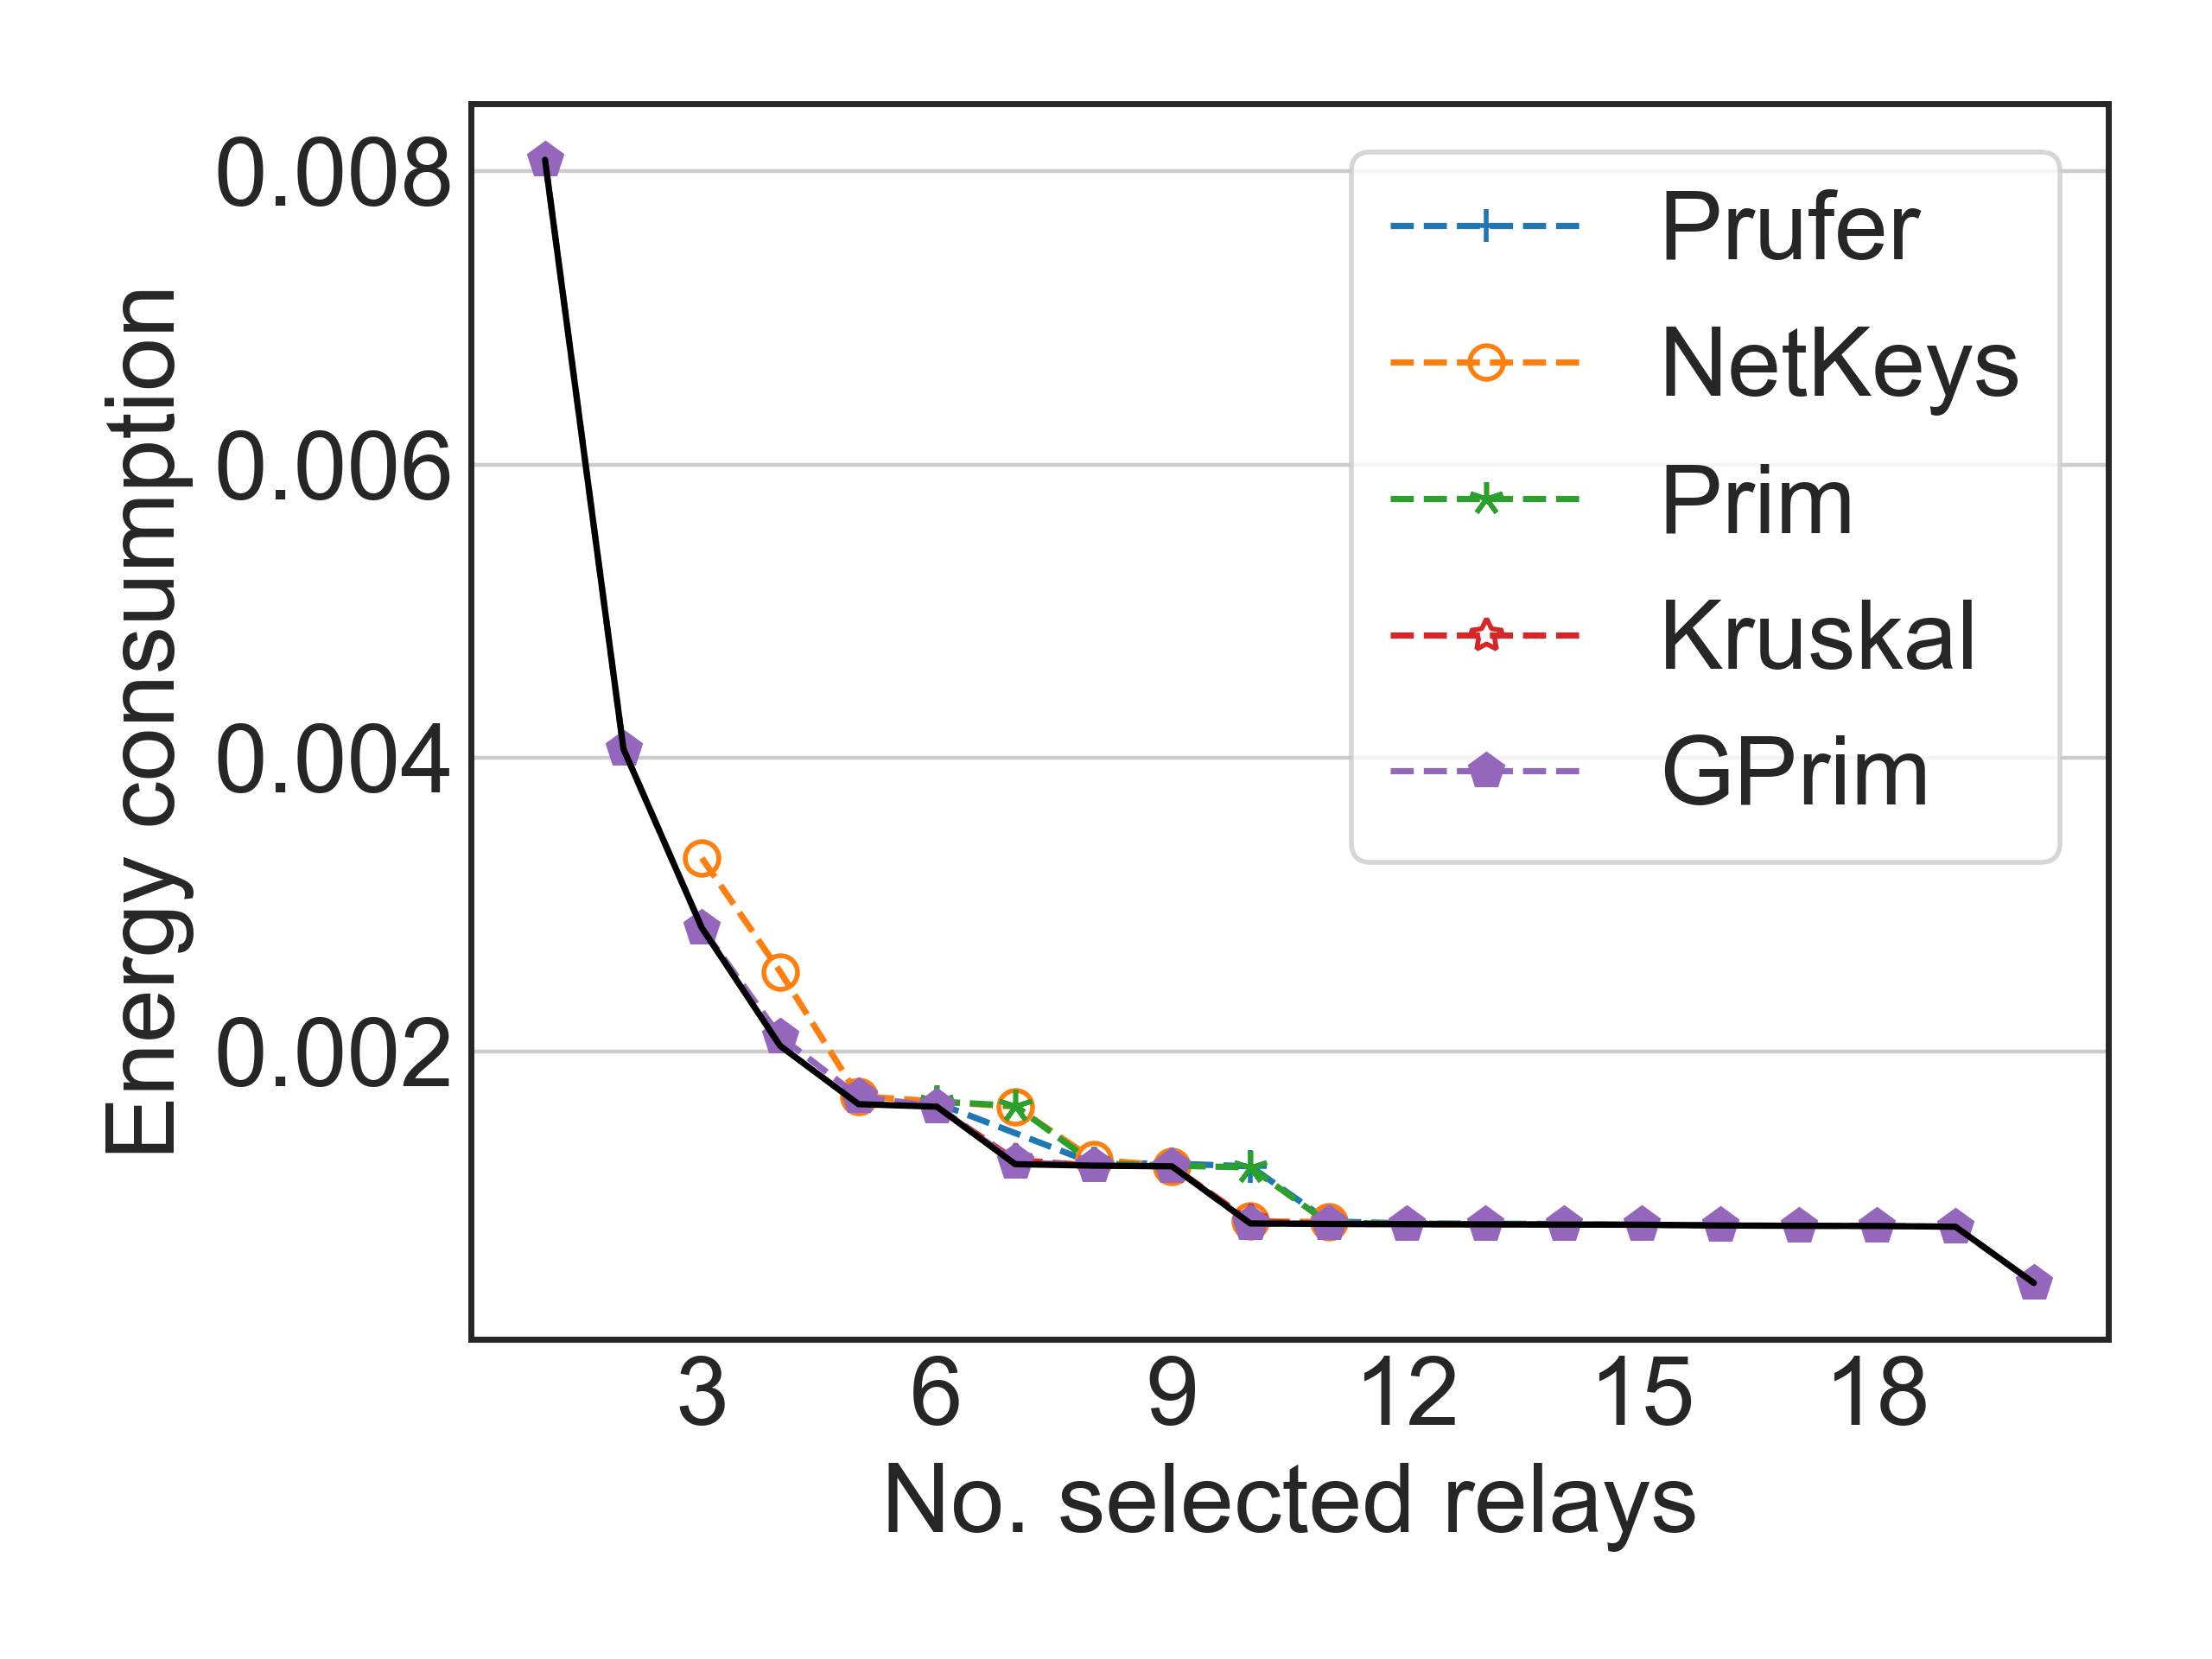 Energy consumption
0.008
0.006
0.004
0.002
Prufer
NetKeys
Prim
Kruskal
GPrim
3 6 9 12 15 18
No. selected relays